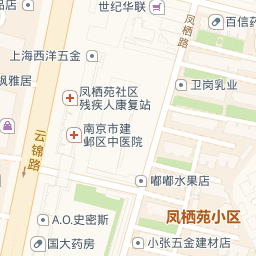 世纪华联
凤栖路
百信药
上海西洋五金
枫雅居
凤栖苑社区
残疾人康复站
卫岗乳业
南京市建
邺区中医院
云锦路
嘟嘟水果店
凤栖苑小区
A.O.史密斯
国大药房
小张五金建材店